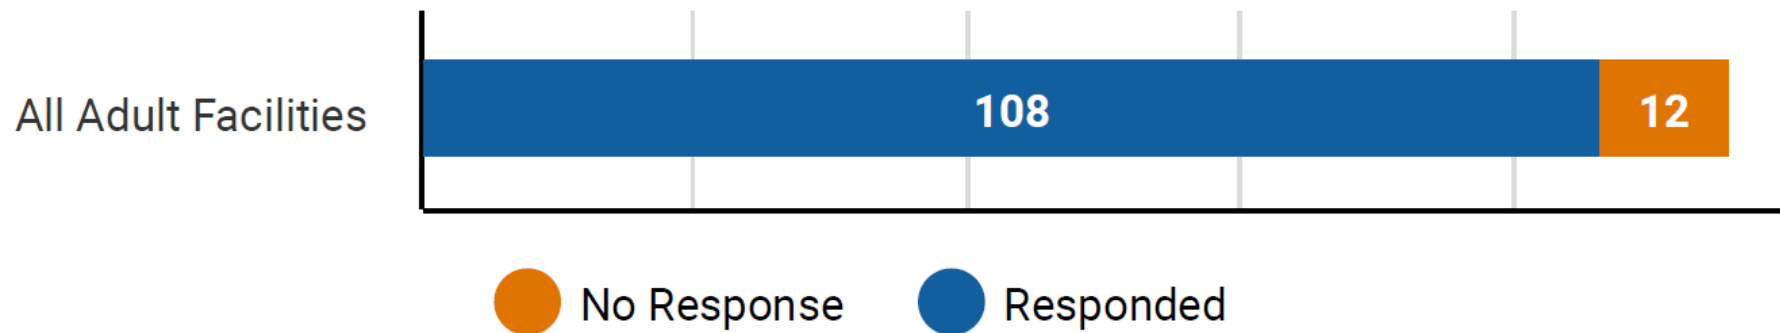 All Adult Facilities 108 12
No Response Responded